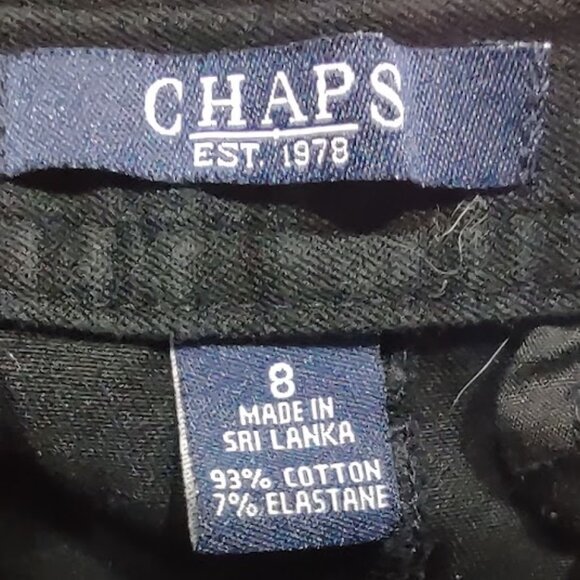 CHAPS
EST. 1978
8
MADE IN
SRI LANKA
93% COTTON
7% ELASTANE